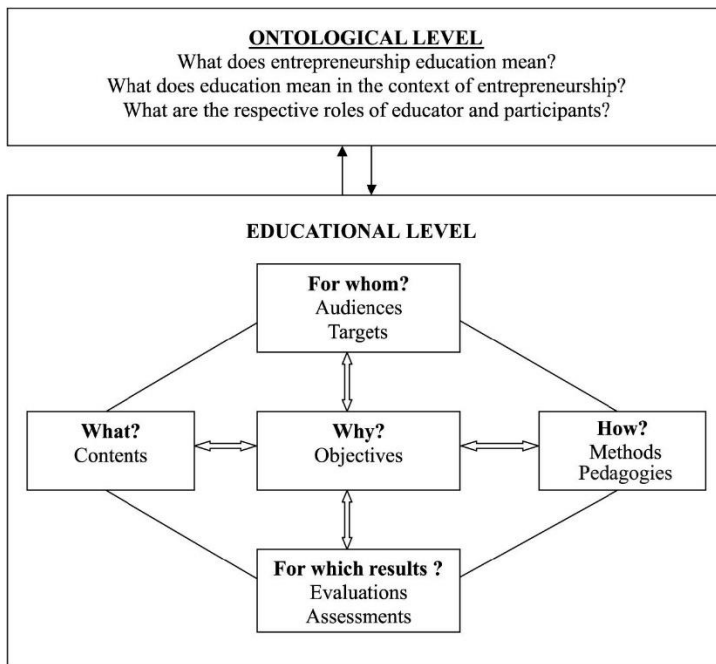 ONTOLOGICAL LEVEL
What does entrepreneurship education mean?
What does education mean in the context of entrepreneurship?
What are the respective roles of educator and participants?
EDUCATIONAL LEVEL
For whom?
Audiences
Targets
What?
Contents
Why?
Objectives
How?
Methods
Pedagogies
For which results ?
Evaluations
Assessments